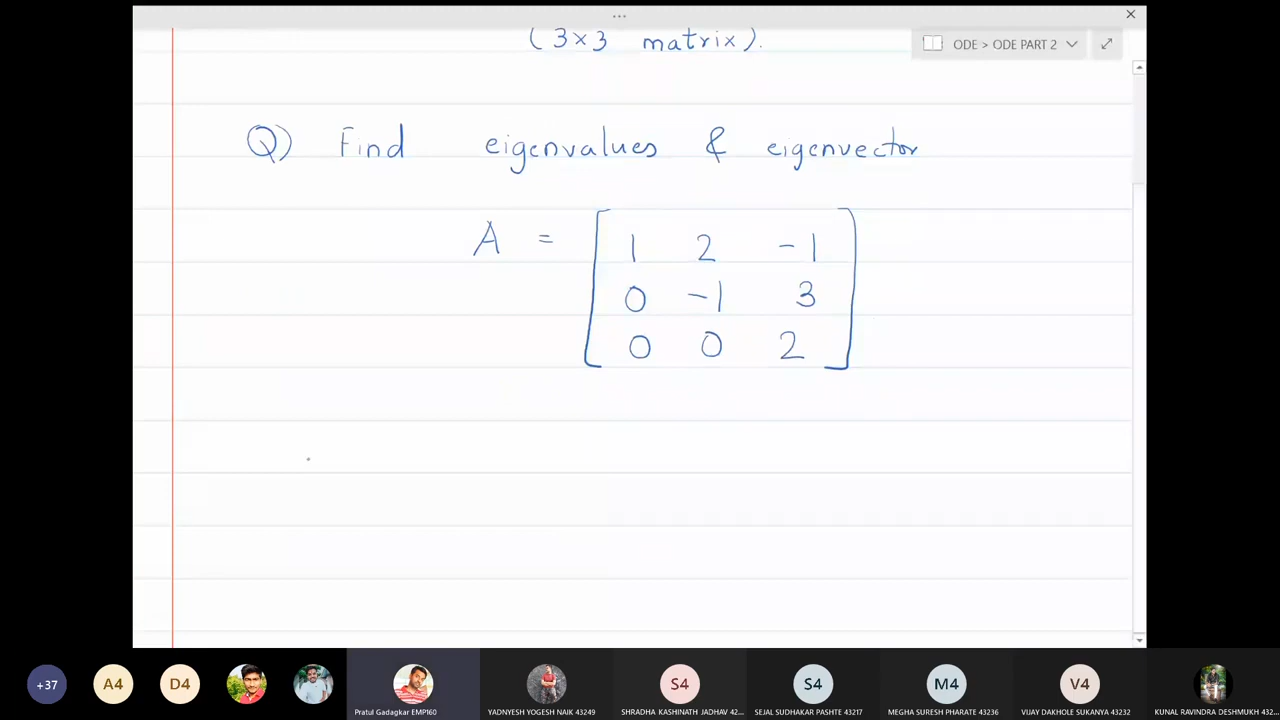 (3×3 matrix).
ODE > ODE PART 2
Q) Find eigenvalues & eigenvector
A = [ 1 2 -1
0 -1 3
0 0 2 ]
+37
A4
D4
S4
S4
M4
V4
Pratul Gadagkar EMP160
YADNYESH YOGESH NAIK 43249
SHRADHA KASHINATH JADHAV 42...
SEJAL SUDHAKAR PASHTE 43217
MEGHA SURESH PHARATE 43236
VIJAY DAKHOLE SUKANYA 43232
KUNAL RAVINDRA DESHMUKH 432...